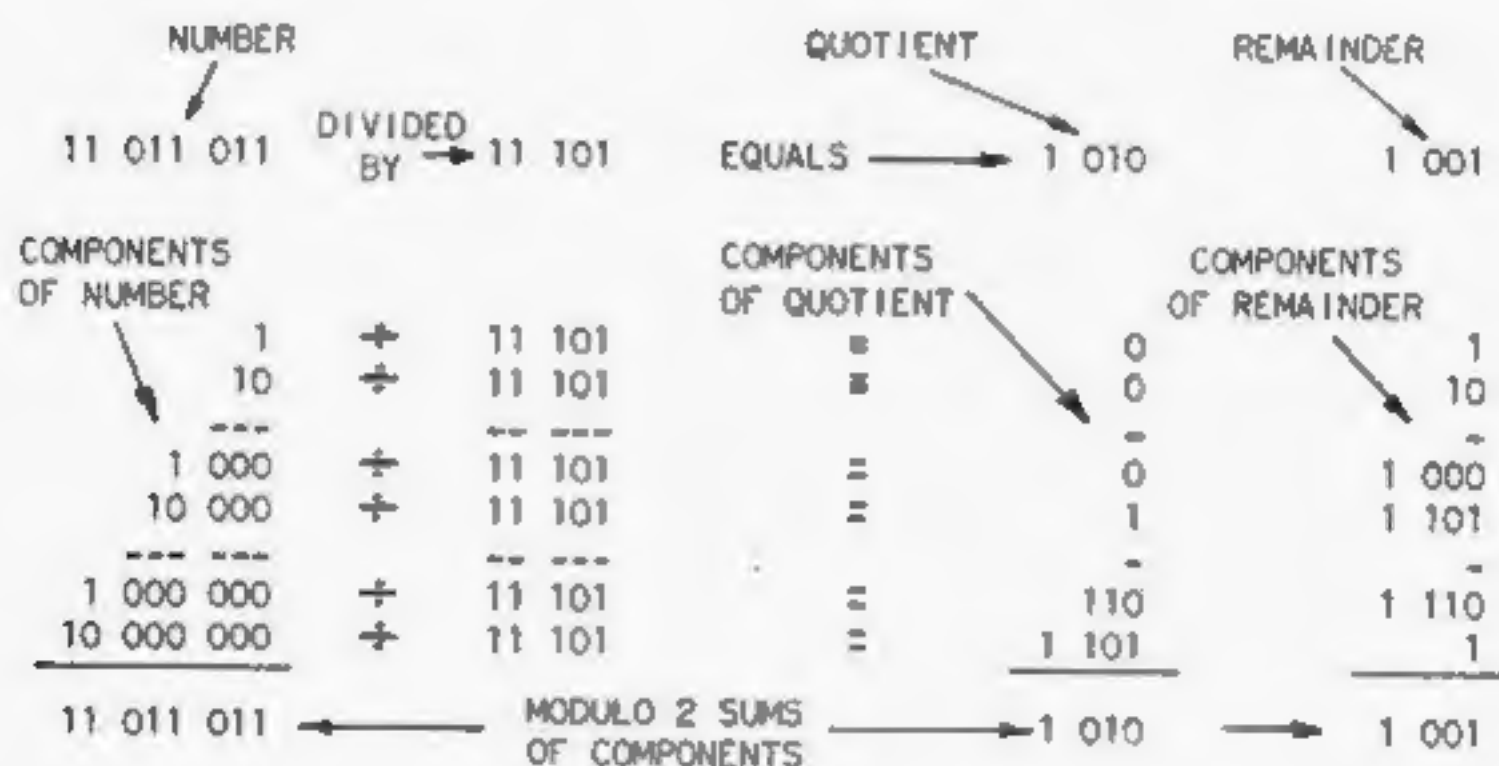 NUMBER QUOTIENT REMAINDER
11 011 011 DIVIDED BY 11 101 EQUALS 1 010 1 001
COMPONENTS OF NUMBER COMPONENTS OF QUOTIENT COMPONENTS OF REMAINDER
1 ÷ 11 101 = 0 1
10 ÷ 11 101 = 0 10
--- -- --- - -
1 000 ÷ 11 101 = 0 1 000
10 000 ÷ 11 101 = 1 1 101
--- --- -- --- - -
1 000 000 ÷ 11 101 = 110 1 110
10 000 000 ÷ 11 101 = 1 101 1
11 011 011 MODULO 2 SUMS OF COMPONENTS 1 010 1 001